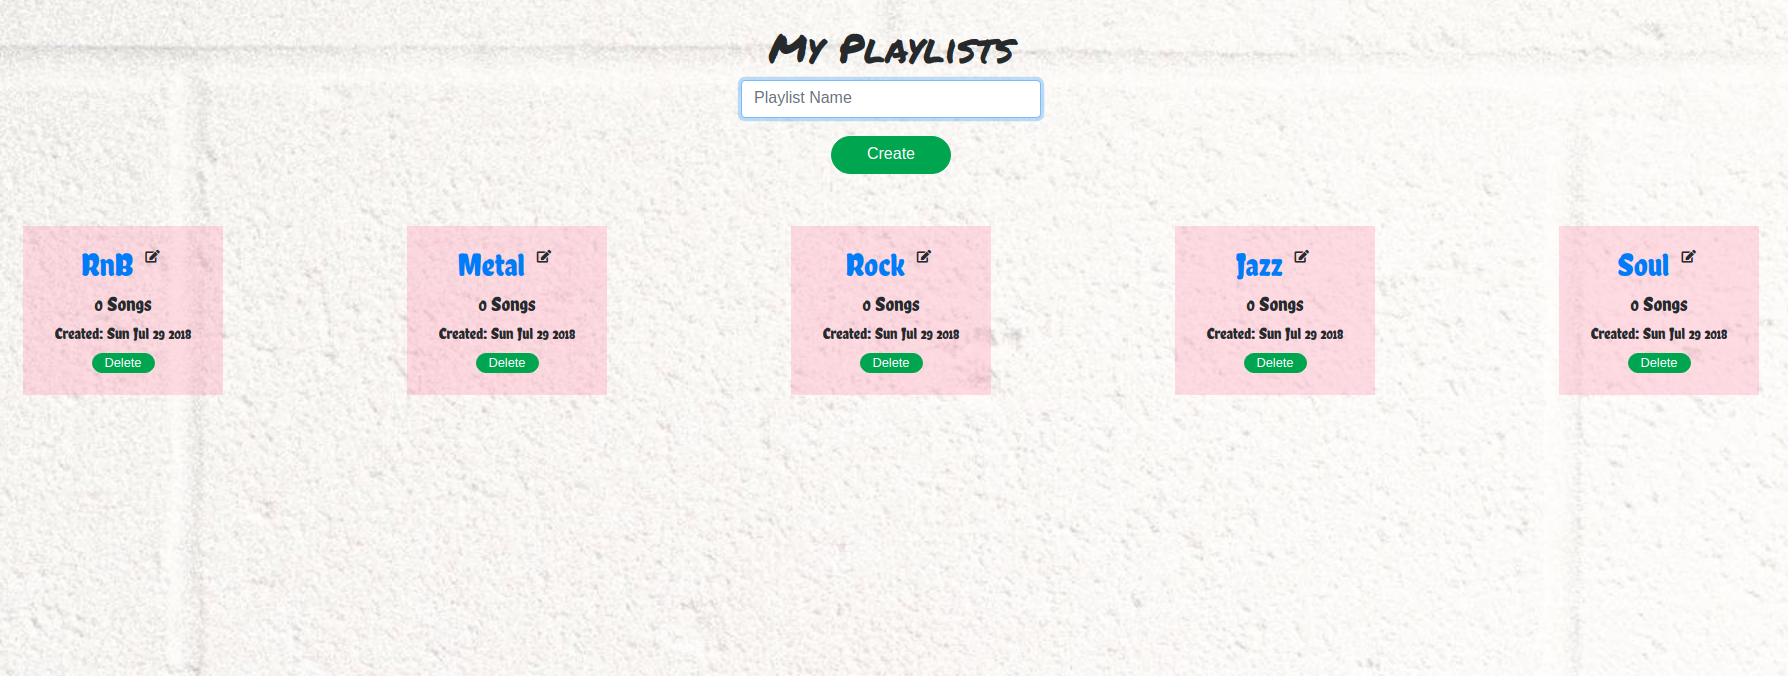 My Playlists
Playlist Name
Create
RnB
0 Songs
Created: Sun Jul 29 2018
Delete
Metal
0 Songs
Created: Sun Jul 29 2018
Delete
Rock
0 Songs
Created: Sun Jul 29 2018
Delete
Jazz
0 Songs
Created: Sun Jul 29 2018
Delete
Soul
0 Songs
Created: Sun Jul 29 2018
Delete